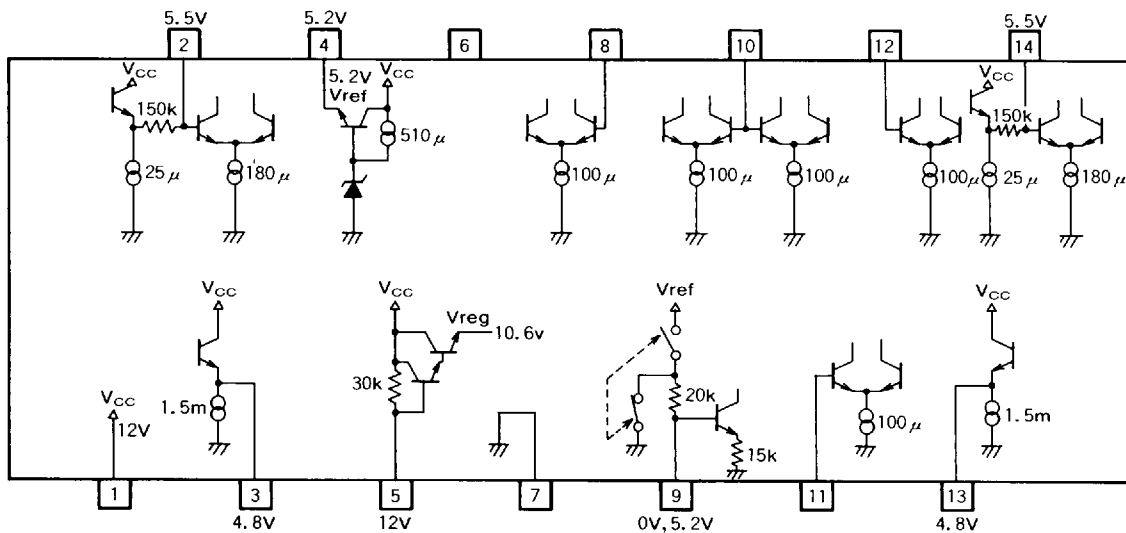 5.5V 5.2V 5.5V
2 4 6 8 10 12 14
VCC 5.2V VCC VCC
150k Vref 150k
510μ
25μ 180μ 100μ 100μ 100μ 100μ 25μ 180μ
VCC VCC Vref VCC
Vreg 10.6v
30k 20k
VCC 1.5m 100μ 1.5m
12V 15k
1 3 5 7 9 11 13
4.8V 12V 0V, 5.2V 4.8V